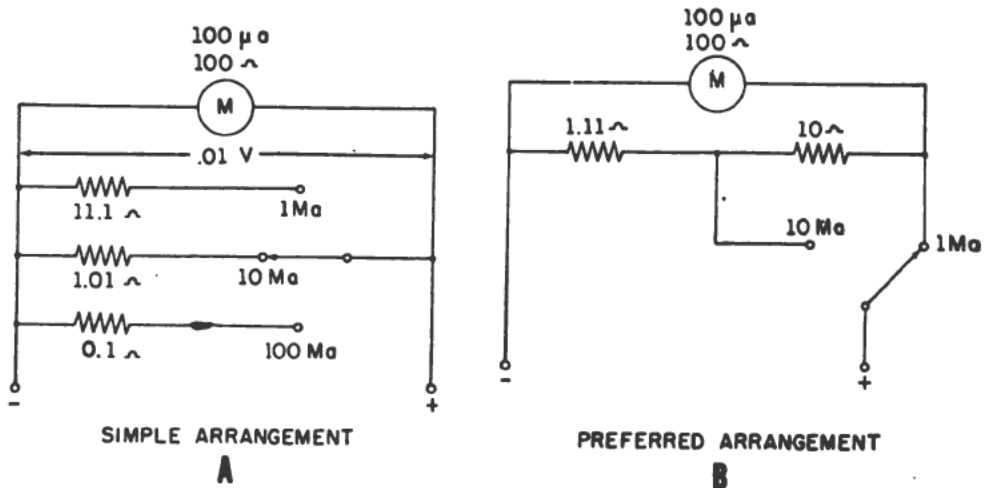 100 µa
100 ⌢
M
.01 V
11.1 ⌢
1Ma
1.01 ⌢
10 Ma
0.1 ⌢
100 Ma
-
+
SIMPLE ARRANGEMENT
A
100 µa
100 ⌢
M
1.11 ⌢
10 ⌢
10 Ma
1Ma
-
+
PREFERRED ARRANGEMENT
B